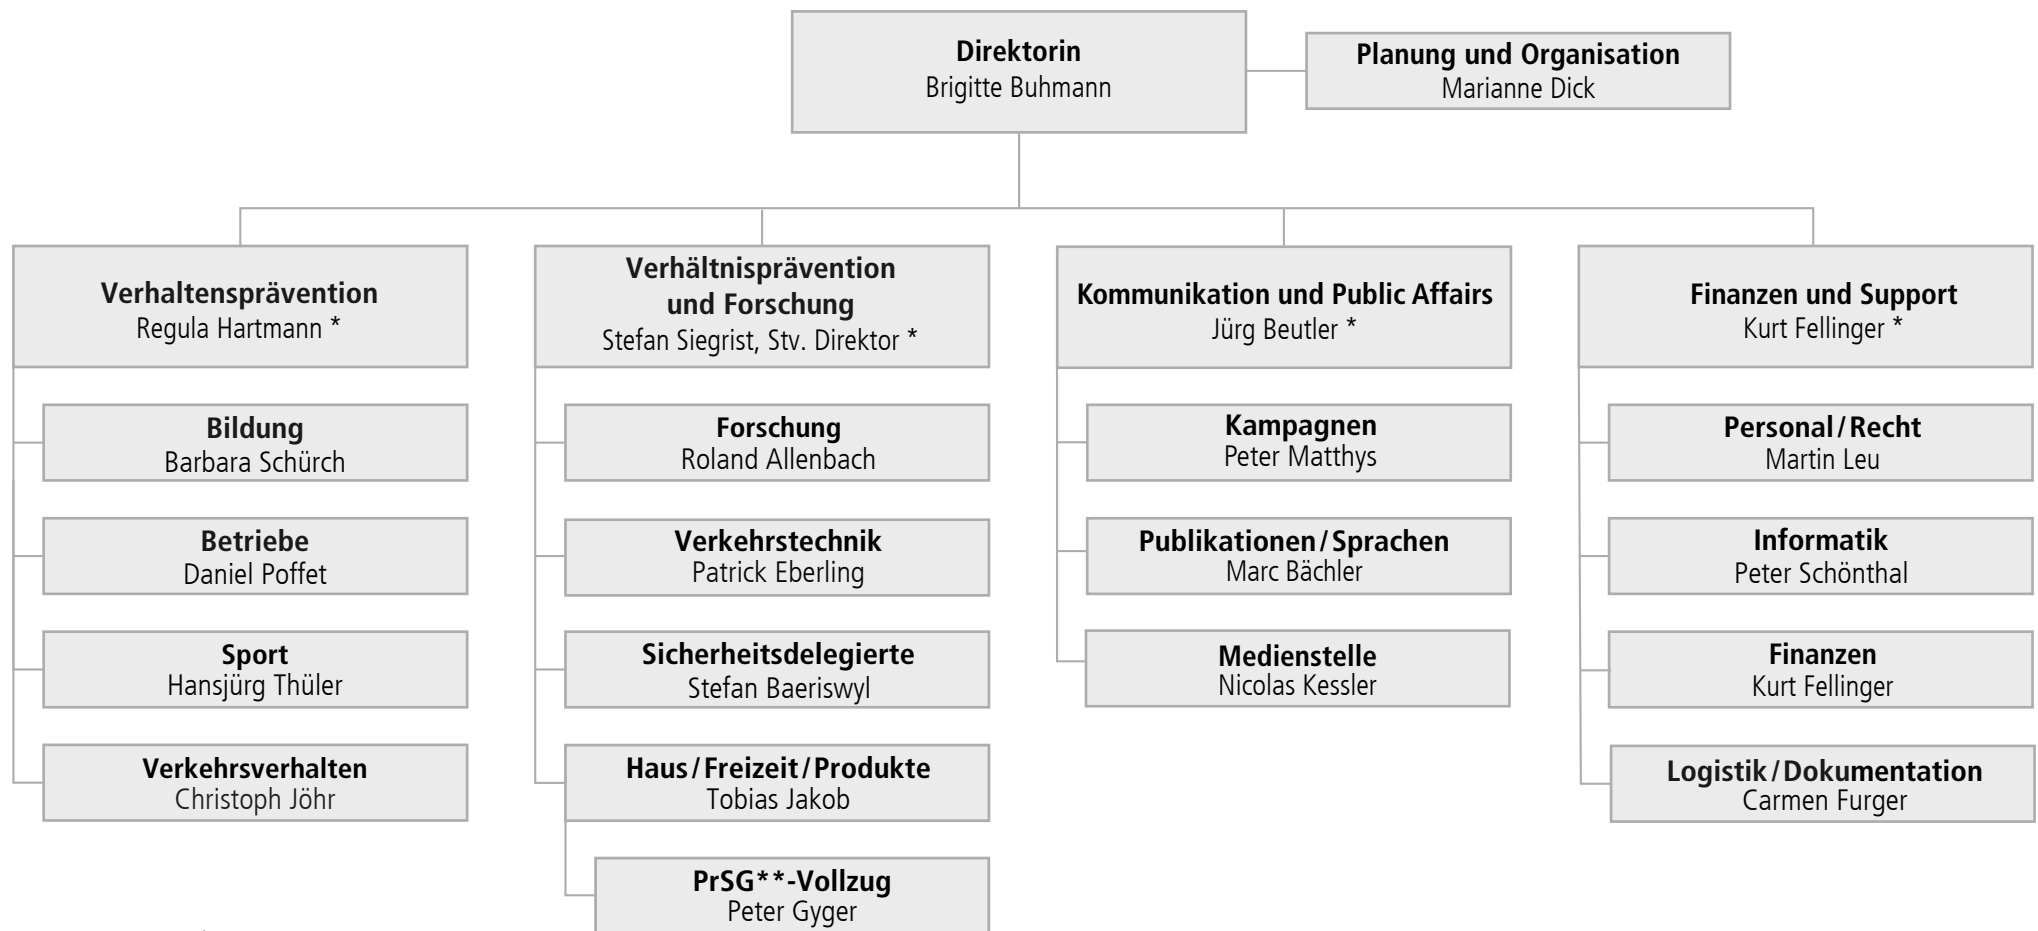 Direktorin
Brigitte Buhmann
Planung und Organisation
Marianne Dick
Verhaltensprävention
Regula Hartmann *
Bildung
Barbara Schürch
Betriebe
Daniel Poffet
Sport
Hansjürg Thüler
Verkehrsverhalten
Christoph Jöhr
Verhältnisprävention
und Forschung
Stefan Siegrist, Stv. Direktor *
Forschung
Roland Allenbach
Verkehrstechnik
Patrick Eberling
Sicherheitsdelegierte
Stefan Baeriswyl
Haus/Freizeit/Produkte
Tobias Jakob
PrSG**-Vollzug
Peter Gyger
Kommunikation und Public Affairs
Jürg Beutler *
Kampagnen
Peter Matthys
Publikationen/Sprachen
Marc Bächler
Medienstelle
Nicolas Kessler
Finanzen und Support
Kurt Fellinger *
Personal/Recht
Martin Leu
Informatik
Peter Schönthal
Finanzen
Kurt Fellinger
Logistik/Dokumentation
Carmen Furger